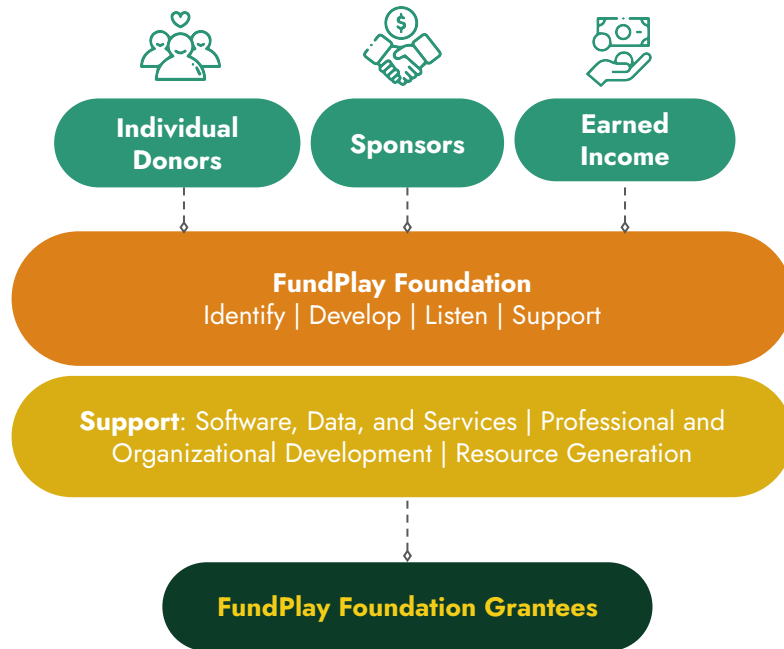 $
Individual
Donors
Sponsors
Earned
Income
FundPlay Foundation
Identify | Develop | Listen | Support
Support: Software, Data, and Services | Professional and
Organizational Development | Resource Generation
FundPlay Foundation Grantees